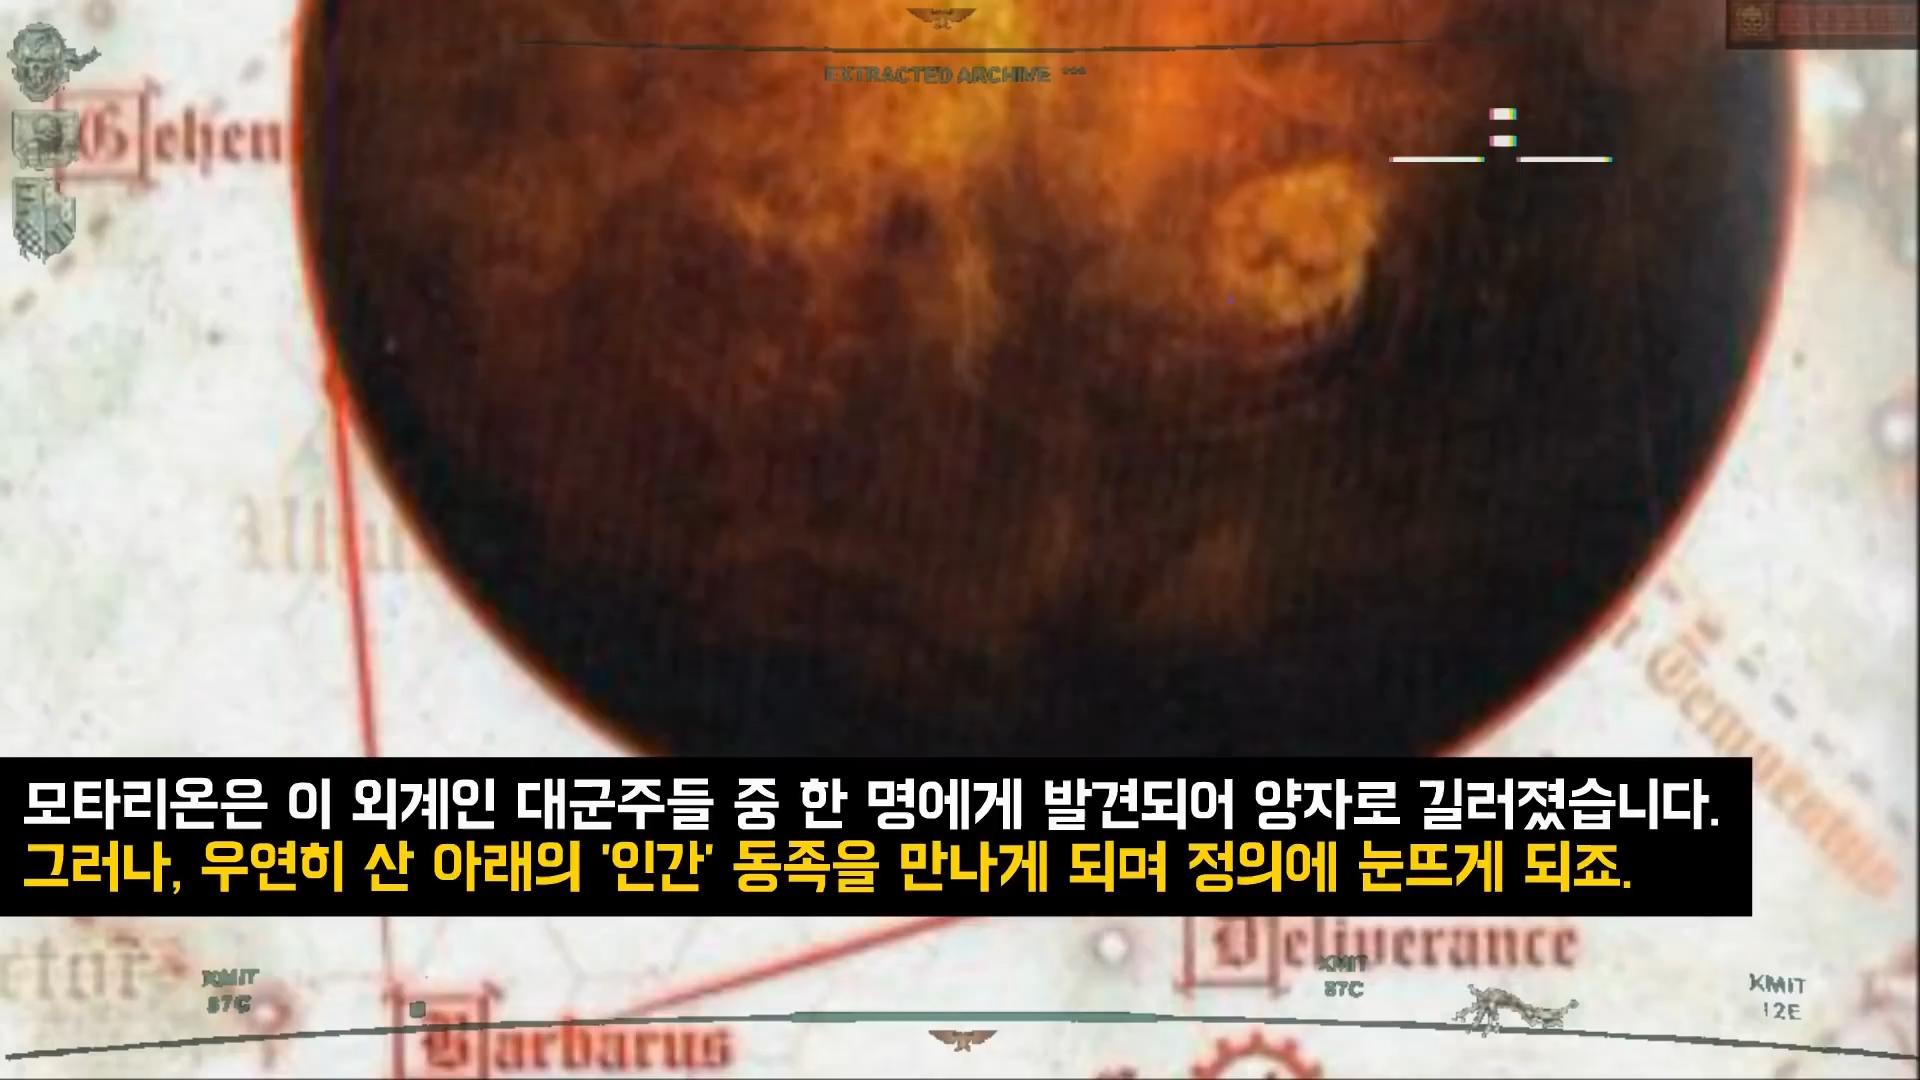 EXTRACTED ARCHIVE
Gehen
모타리온은 이 외계인 대군주들 중 한 명에게 발견되어 양자로 길러졌습니다.
그러나, 우연히 산 아래의 '인간' 동족을 만나게 되며 정의에 눈뜨게 되죠.
Deliverance
XMIT
87C
XMIT
87C
XMIT
12E
Barbarus